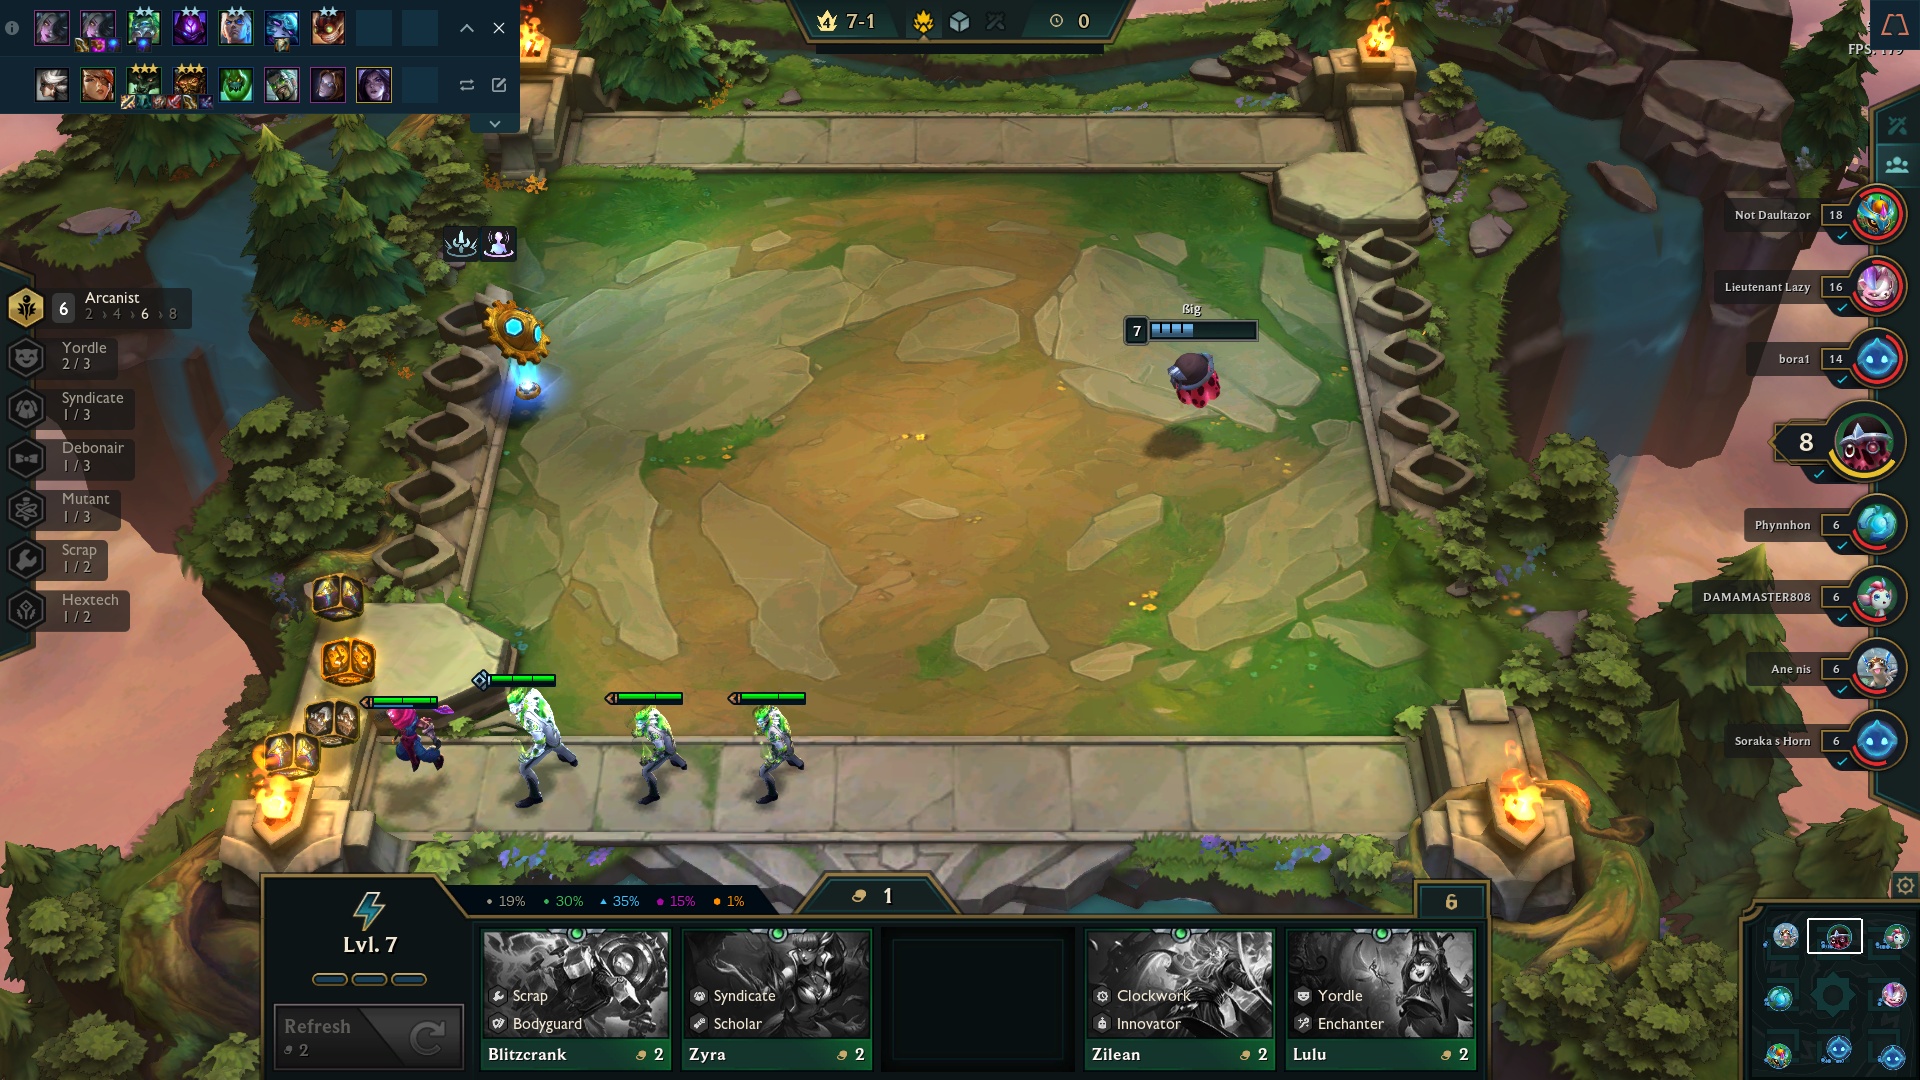 7-1
0
FPS: 179
Not Daultazor
18
Lieutenant Lazy
16
bora1
14
8
Phynnhon
6
DAMAMASTER808
6
Ane nis
6
Soraka s Horn
6
6
Arcanist
2 › 4 › 6 › 8
Yordle
2 / 3
Syndicate
1 / 3
Debonair
1 / 3
Mutant
1 / 3
Scrap
1 / 2
Hextech
1 / 2
ßig
7
19%
30%
35%
15%
1%
1
6
Lvl. 7
Refresh
2
Scrap
Bodyguard
Blitzcrank
2
Syndicate
Scholar
Zyra
2
Clockwork
Innovator
Zilean
2
Yordle
Enchanter
Lulu
2